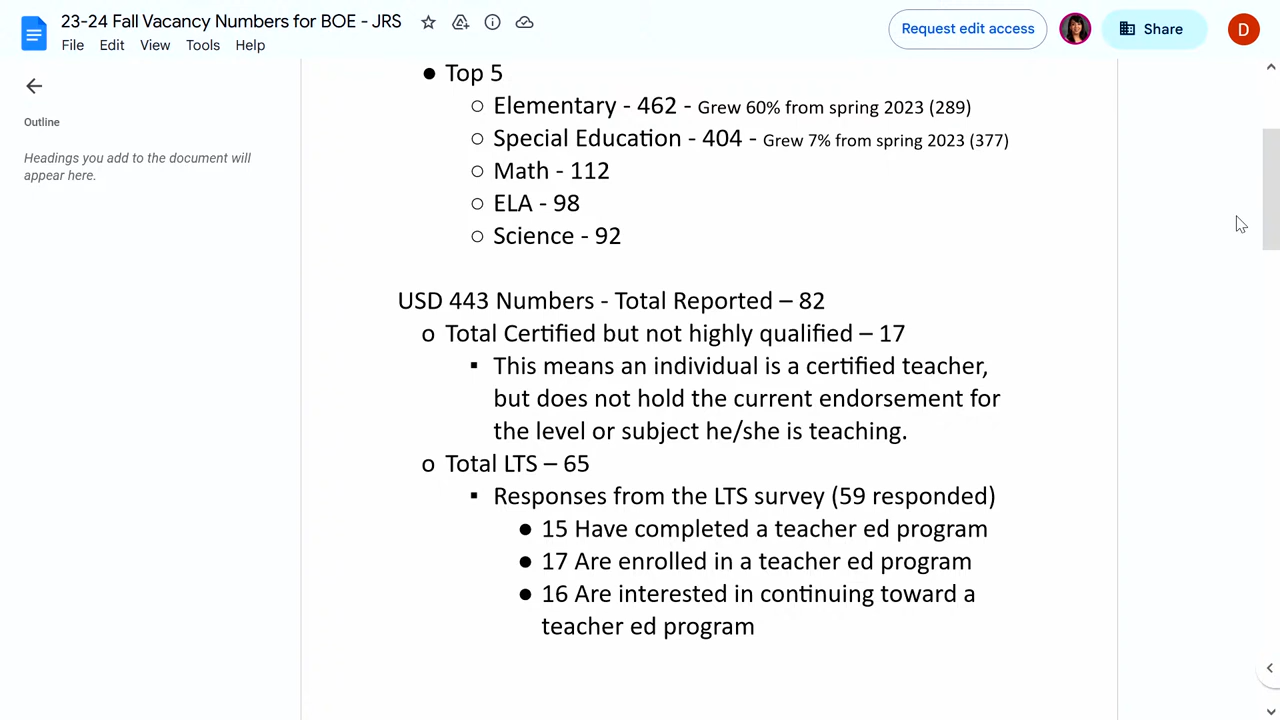 23-24 Fall Vacancy Numbers for BOE - JRS
Request edit access
Share
D
File Edit View Tools Help
Outline
Headings you add to the document will
appear here.
● Top 5
○ Elementary - 462 - Grew 60% from spring 2023 (289)
○ Special Education - 404 - Grew 7% from spring 2023 (377)
○ Math - 112
○ ELA - 98
○ Science - 92
USD 443 Numbers - Total Reported – 82
o Total Certified but not highly qualified – 17
▪ This means an individual is a certified teacher,
but does not hold the current endorsement for
the level or subject he/she is teaching.
o Total LTS – 65
▪ Responses from the LTS survey (59 responded)
● 15 Have completed a teacher ed program
● 17 Are enrolled in a teacher ed program
● 16 Are interested in continuing toward a
teacher ed program